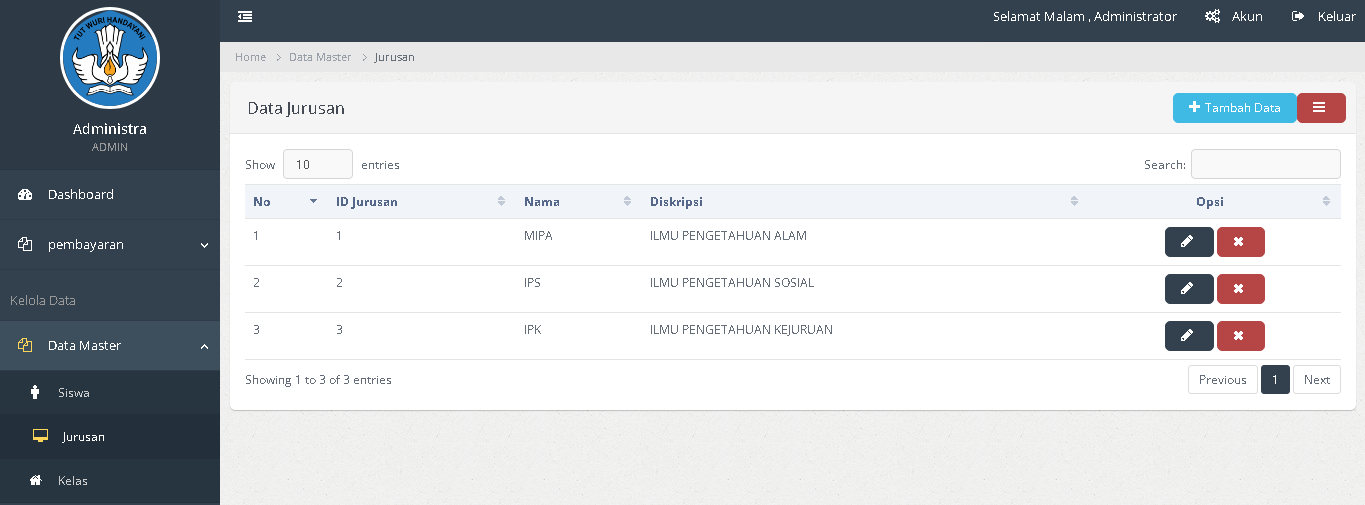 TUT WURI HANDAYANI
Administra
ADMIN
Dashboard
pembayaran
Kelola Data
Data Master
Siswa
Jurusan
Kelas
Selamat Malam , Administrator Akun Keluar
Home > Data Master > Jurusan
Data Jurusan
Tambah Data
Show 10 entries
Search:
No ID Jurusan Nama Diskripsi Opsi
1 1 MIPA ILMU PENGETAHUAN ALAM
2 2 IPS ILMU PENGETAHUAN SOSIAL
3 3 IPK ILMU PENGETAHUAN KEJURUAN
Showing 1 to 3 of 3 entries
Previous 1 Next